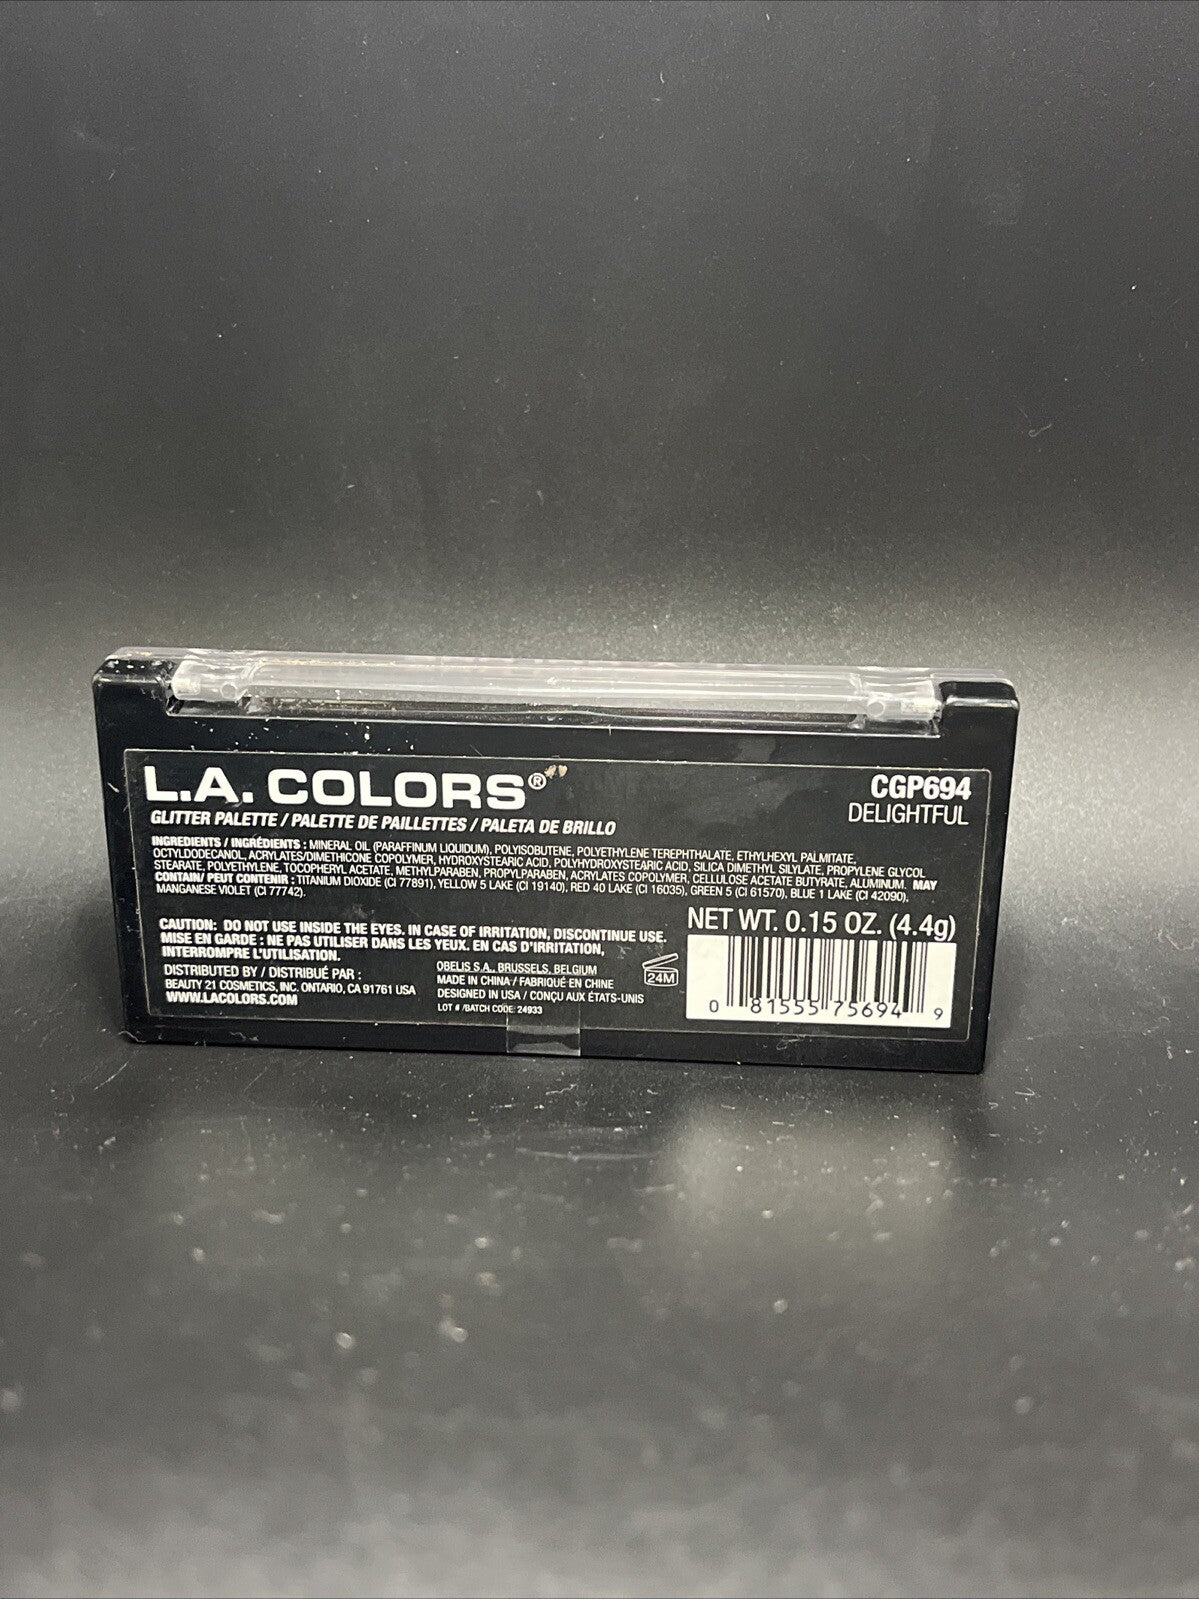 L.A. COLORS®
CGP694
DELIGHTFUL
GLITTER PALETTE / PALETTE DE PAILLETTES / PALETA DE BRILLO
INGREDIENTS / INGRÉDIENTS : MINERAL OIL (PARAFFINUM LIQUIDUM), POLYISOBUTENE, POLYETHYLENE TEREPHTHALATE, ETHYLHEXYL PALMITATE,
OCTYLDODECANOL, ACRYLATES/DIMETHICONE COPOLYMER, HYDROXYSTEARIC ACID, POLYHYDROXYSTEARIC ACID, SILICA DIMETHYL SILYLATE, PROPYLENE GLYCOL
STEARATE, POLYETHYLENE, TOCOPHERYL ACETATE, METHYLPARABEN, PROPYLPARABEN, ACRYLATES COPOLYMER, CELLULOSE ACETATE BUTYRATE, ALUMINUM. MAY
CONTAIN/ PEUT CONTENIR : TITANIUM DIOXIDE (CI 77891), YELLOW 5 LAKE (CI 19140), RED 40 LAKE (CI 16035), GREEN 5 (CI 61570), BLUE 1 LAKE (CI 42090),
MANGANESE VIOLET (CI 77742).
CAUTION: DO NOT USE INSIDE THE EYES. IN CASE OF IRRITATION, DISCONTINUE USE.
MISE EN GARDE : NE PAS UTILISER DANS LES YEUX. EN CAS D'IRRITATION,
INTERROMPRE L'UTILISATION.
DISTRIBUTED BY / DISTRIBUÉ PAR :
BEAUTY 21 COSMETICS, INC. ONTARIO, CA 91761 USA
WWW.LACOLORS.COM
OBELIS S.A., BRUSSELS, BELGIUM
MADE IN CHINA / FABRIQUÉ EN CHINE
DESIGNED IN USA / CONÇU AUX ÉTATS-UNIS
LOT # /BATCH CODE: 24933
24M
NET WT. 0.15 OZ. (4.4g)
0 81555 75694 9